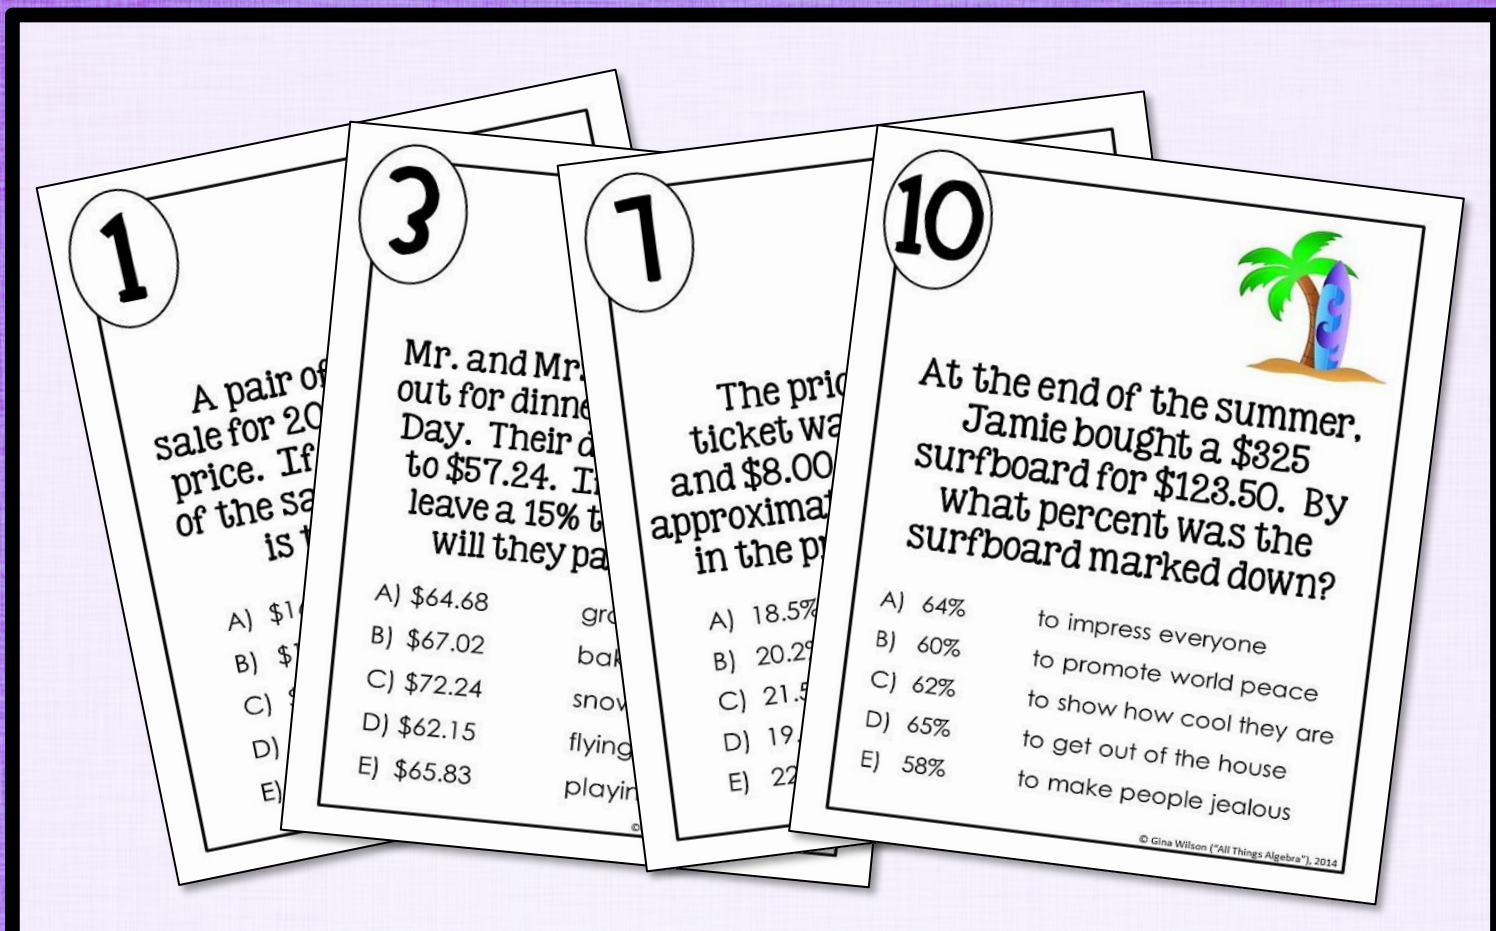 1
A pair of
sale for 20
price. If
of the sa
is
A) $1
B) $
C)
D)
E)
3
Mr. and Mr
out for dinne
Day. Their
to $57.24.
leave a 15%
will they pa
A) $64.68 gr
B) $67.02 bak
C) $72.24 snow
D) $62.15 flying
E) $65.83 playin
©
7
The pric
ticket wa
and $8.00
approximat
in the pr
A) 18.5%
B) 20.2
C) 21.5
D) 19.
E) 22
10
At the end of the summer,
Jamie bought a $325
surfboard for $123.50. By
what percent was the
surfboard marked down?
A) 64% to impress everyone
B) 60% to promote world peace
C) 62% to show how cool they are
D) 65% to get out of the house
E) 58% to make people jealous
© Gina Wilson ("All Things Algebra"), 2014